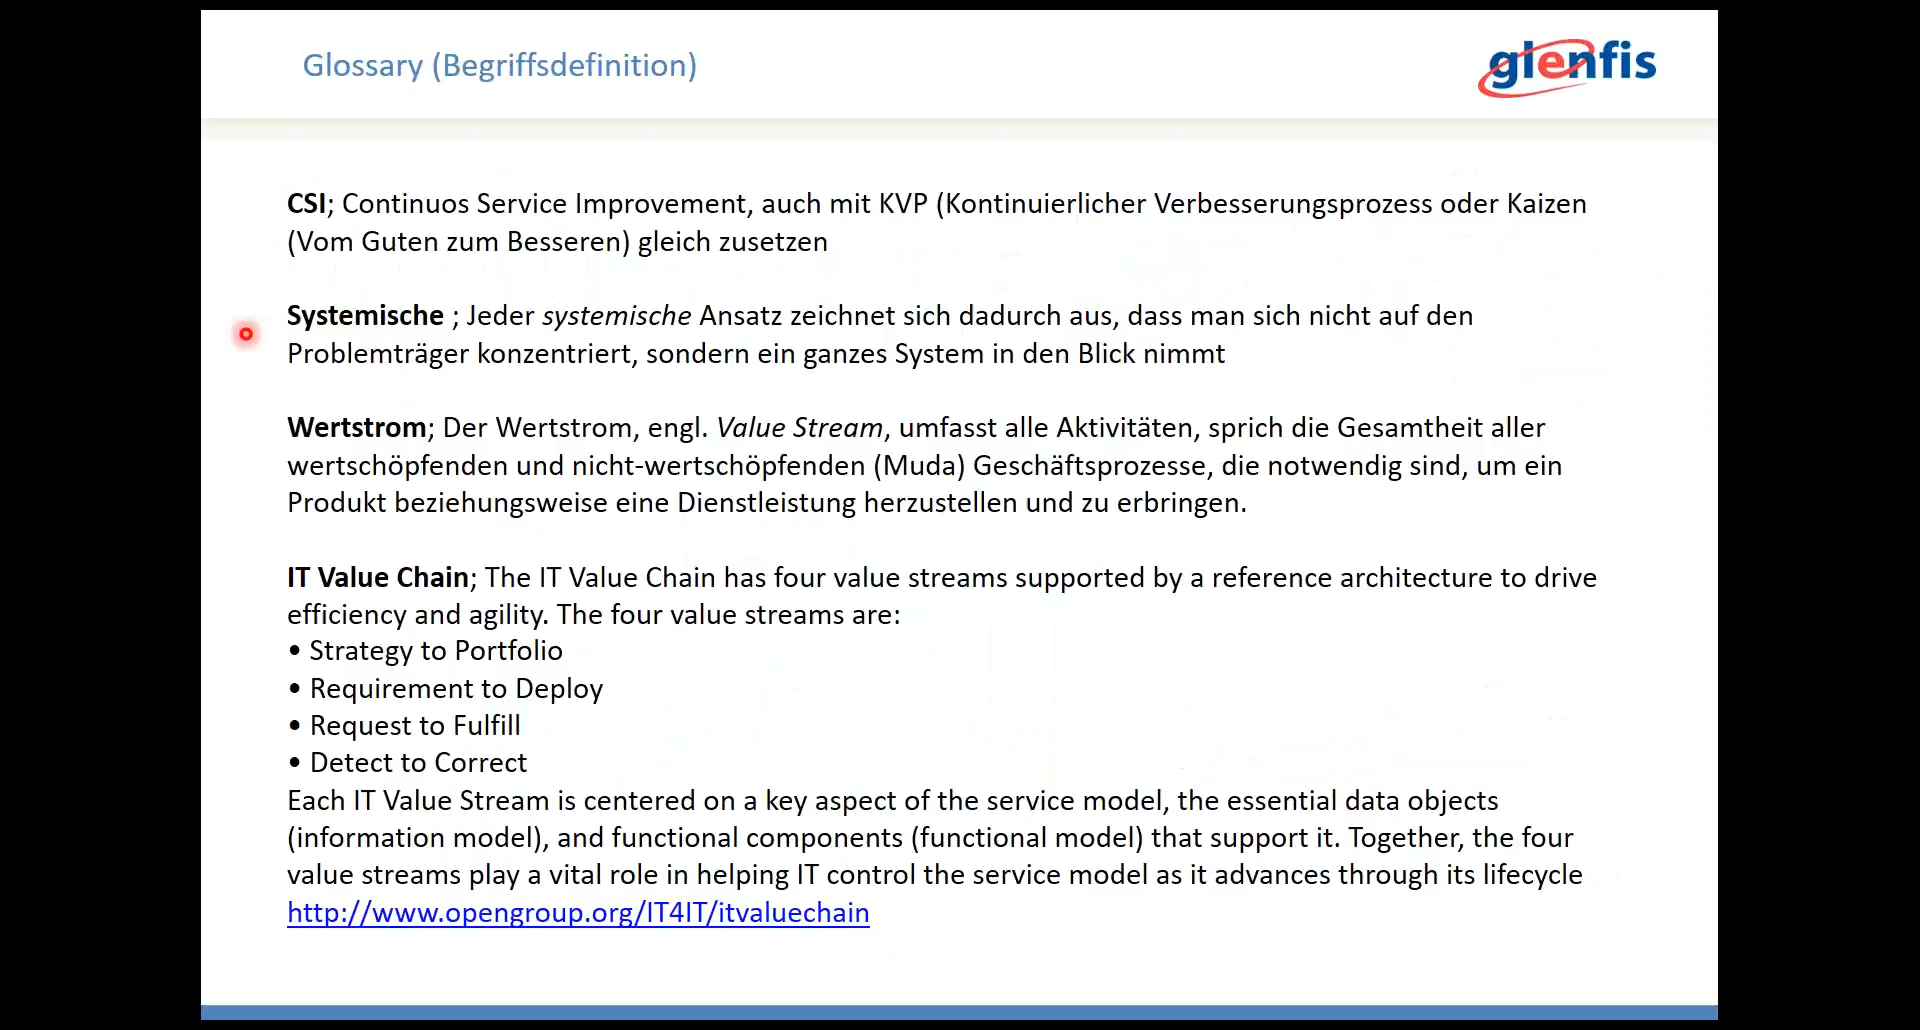 Glossary (Begriffsdefinition)
glenfis
CSI; Continuos Service Improvement, auch mit KVP (Kontinuierlicher Verbesserungsprozess oder Kaizen
(Vom Guten zum Besseren) gleich zusetzen
Systemische ; Jeder systemische Ansatz zeichnet sich dadurch aus, dass man sich nicht auf den
Problemträger konzentriert, sondern ein ganzes System in den Blick nimmt
Wertstrom; Der Wertstrom, engl. Value Stream, umfasst alle Aktivitäten, sprich die Gesamtheit aller
wertschöpfenden und nicht-wertschöpfenden (Muda) Geschäftsprozesse, die notwendig sind, um ein
Produkt beziehungsweise eine Dienstleistung herzustellen und zu erbringen.
IT Value Chain; The IT Value Chain has four value streams supported by a reference architecture to drive
efficiency and agility. The four value streams are:
• Strategy to Portfolio
• Requirement to Deploy
• Request to Fulfill
• Detect to Correct
Each IT Value Stream is centered on a key aspect of the service model, the essential data objects
(information model), and functional components (functional model) that support it. Together, the four
value streams play a vital role in helping IT control the service model as it advances through its lifecycle
http://www.opengroup.org/IT4IT/itvaluechain